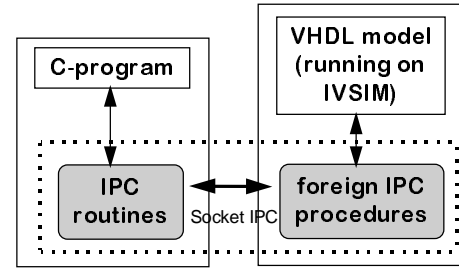 C-program
VHDL model
(running on
IVSIM)
IPC
routines
Socket IPC
foreign IPC
procedures